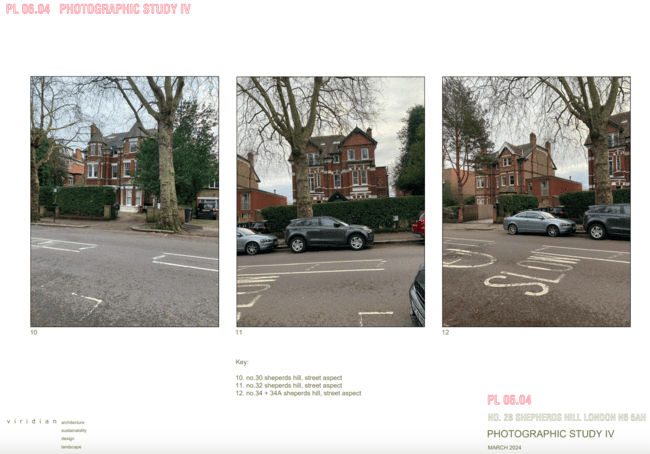 PL 06.04 PHOTOGRAPHIC STUDY IV
10
11
12
SLOW
Key:
10. no.30 sheperds hill, street aspect
11. no.32 sheperds hill, street aspect
12. no.34 + 34A sheperds hill, street aspect
viridian
architecture
sustainability
design
landscape
PL 06.04
NO. 28 SHEPHERDS HILL LONDON N6 5AH
PHOTOGRAPHIC STUDY IV
MARCH 2024